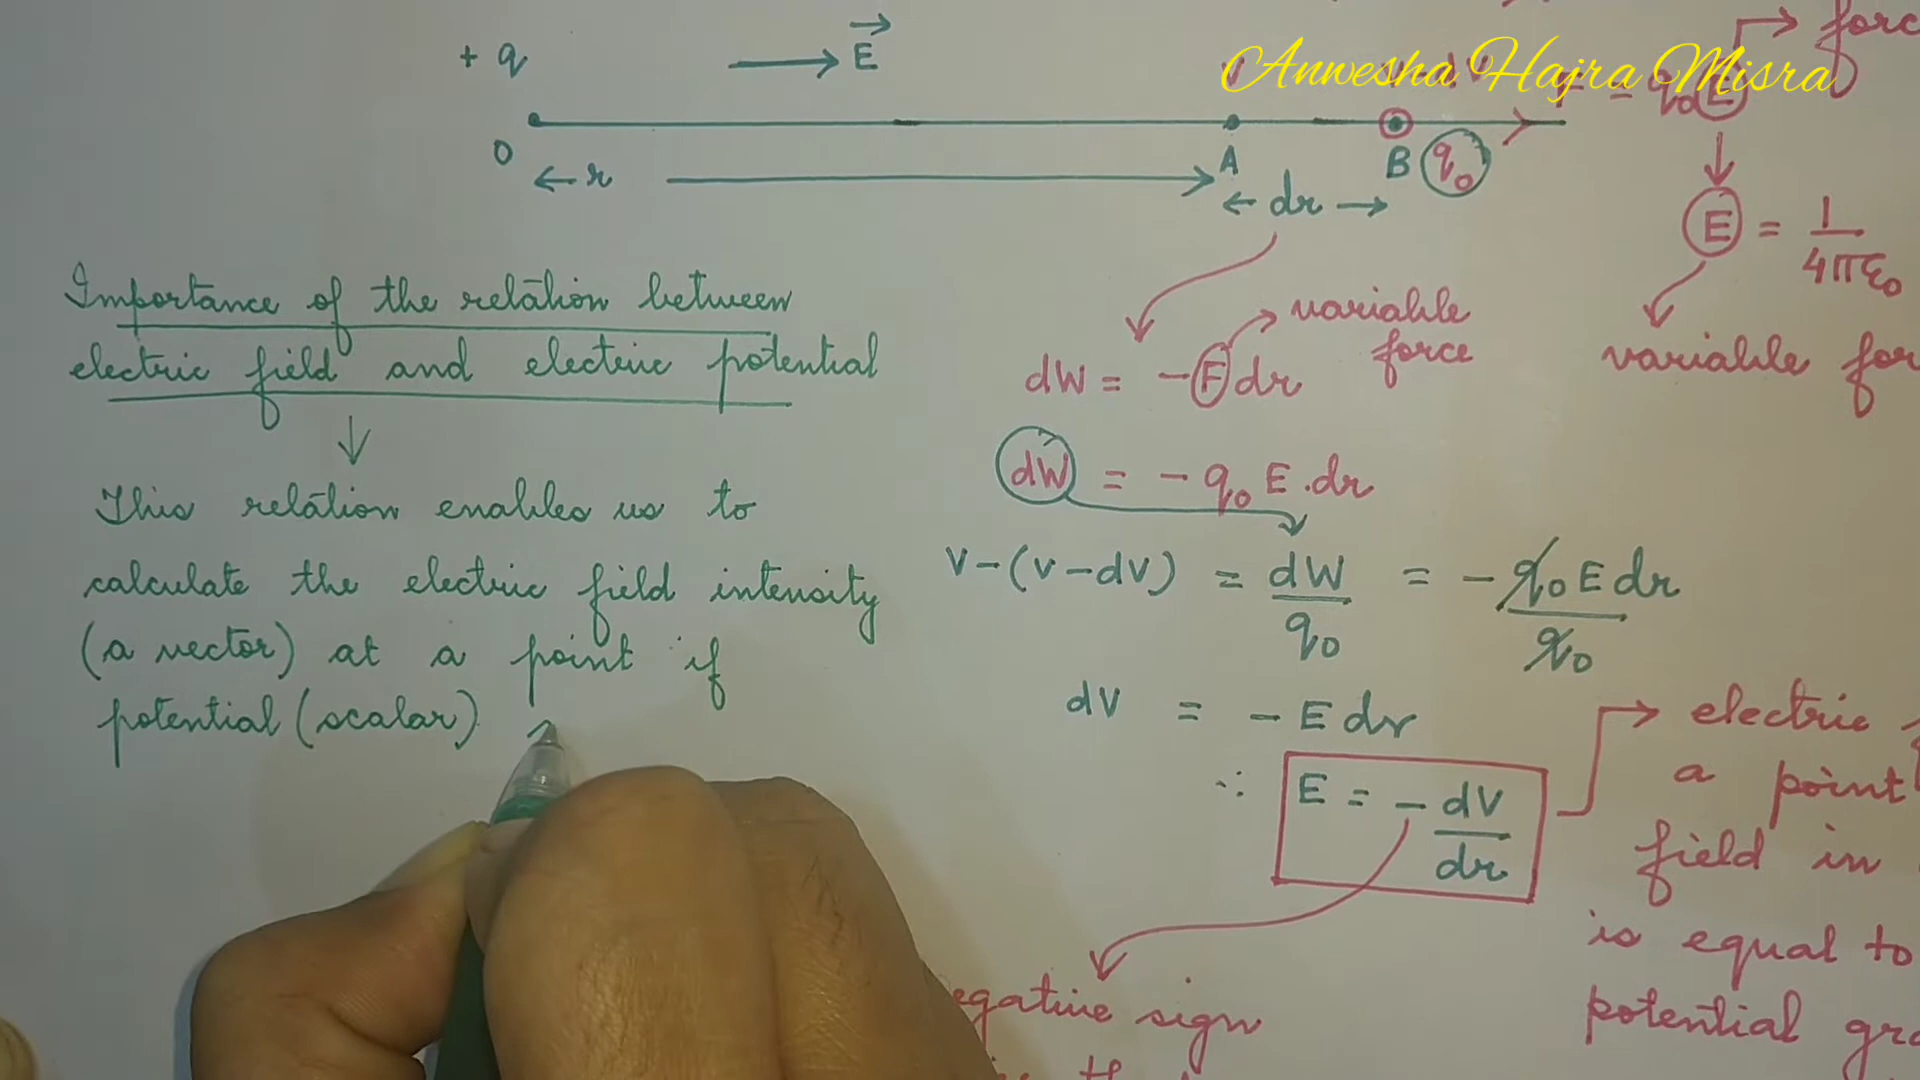 + q
→ E
Anwesha Hajra Misra
force
= q₀ E
O
A
B q₀
← r →
← dr →
E = 1/4πε₀
Importance of the relation between
electric field and electric potential
↓
This relation enables us to
calculate the electric field intensity
(a vector) at a point if
potential (scalar)
variable
force
dW = - F dr
variable for
dW = - q₀ E . dr
V - (V - dV) = dW/q₀ = - q₀ E dr/q₀
dV = - E dr
∴ E = - dV/dr
electric
a point
field in
is equal to
potential gra
egative sign